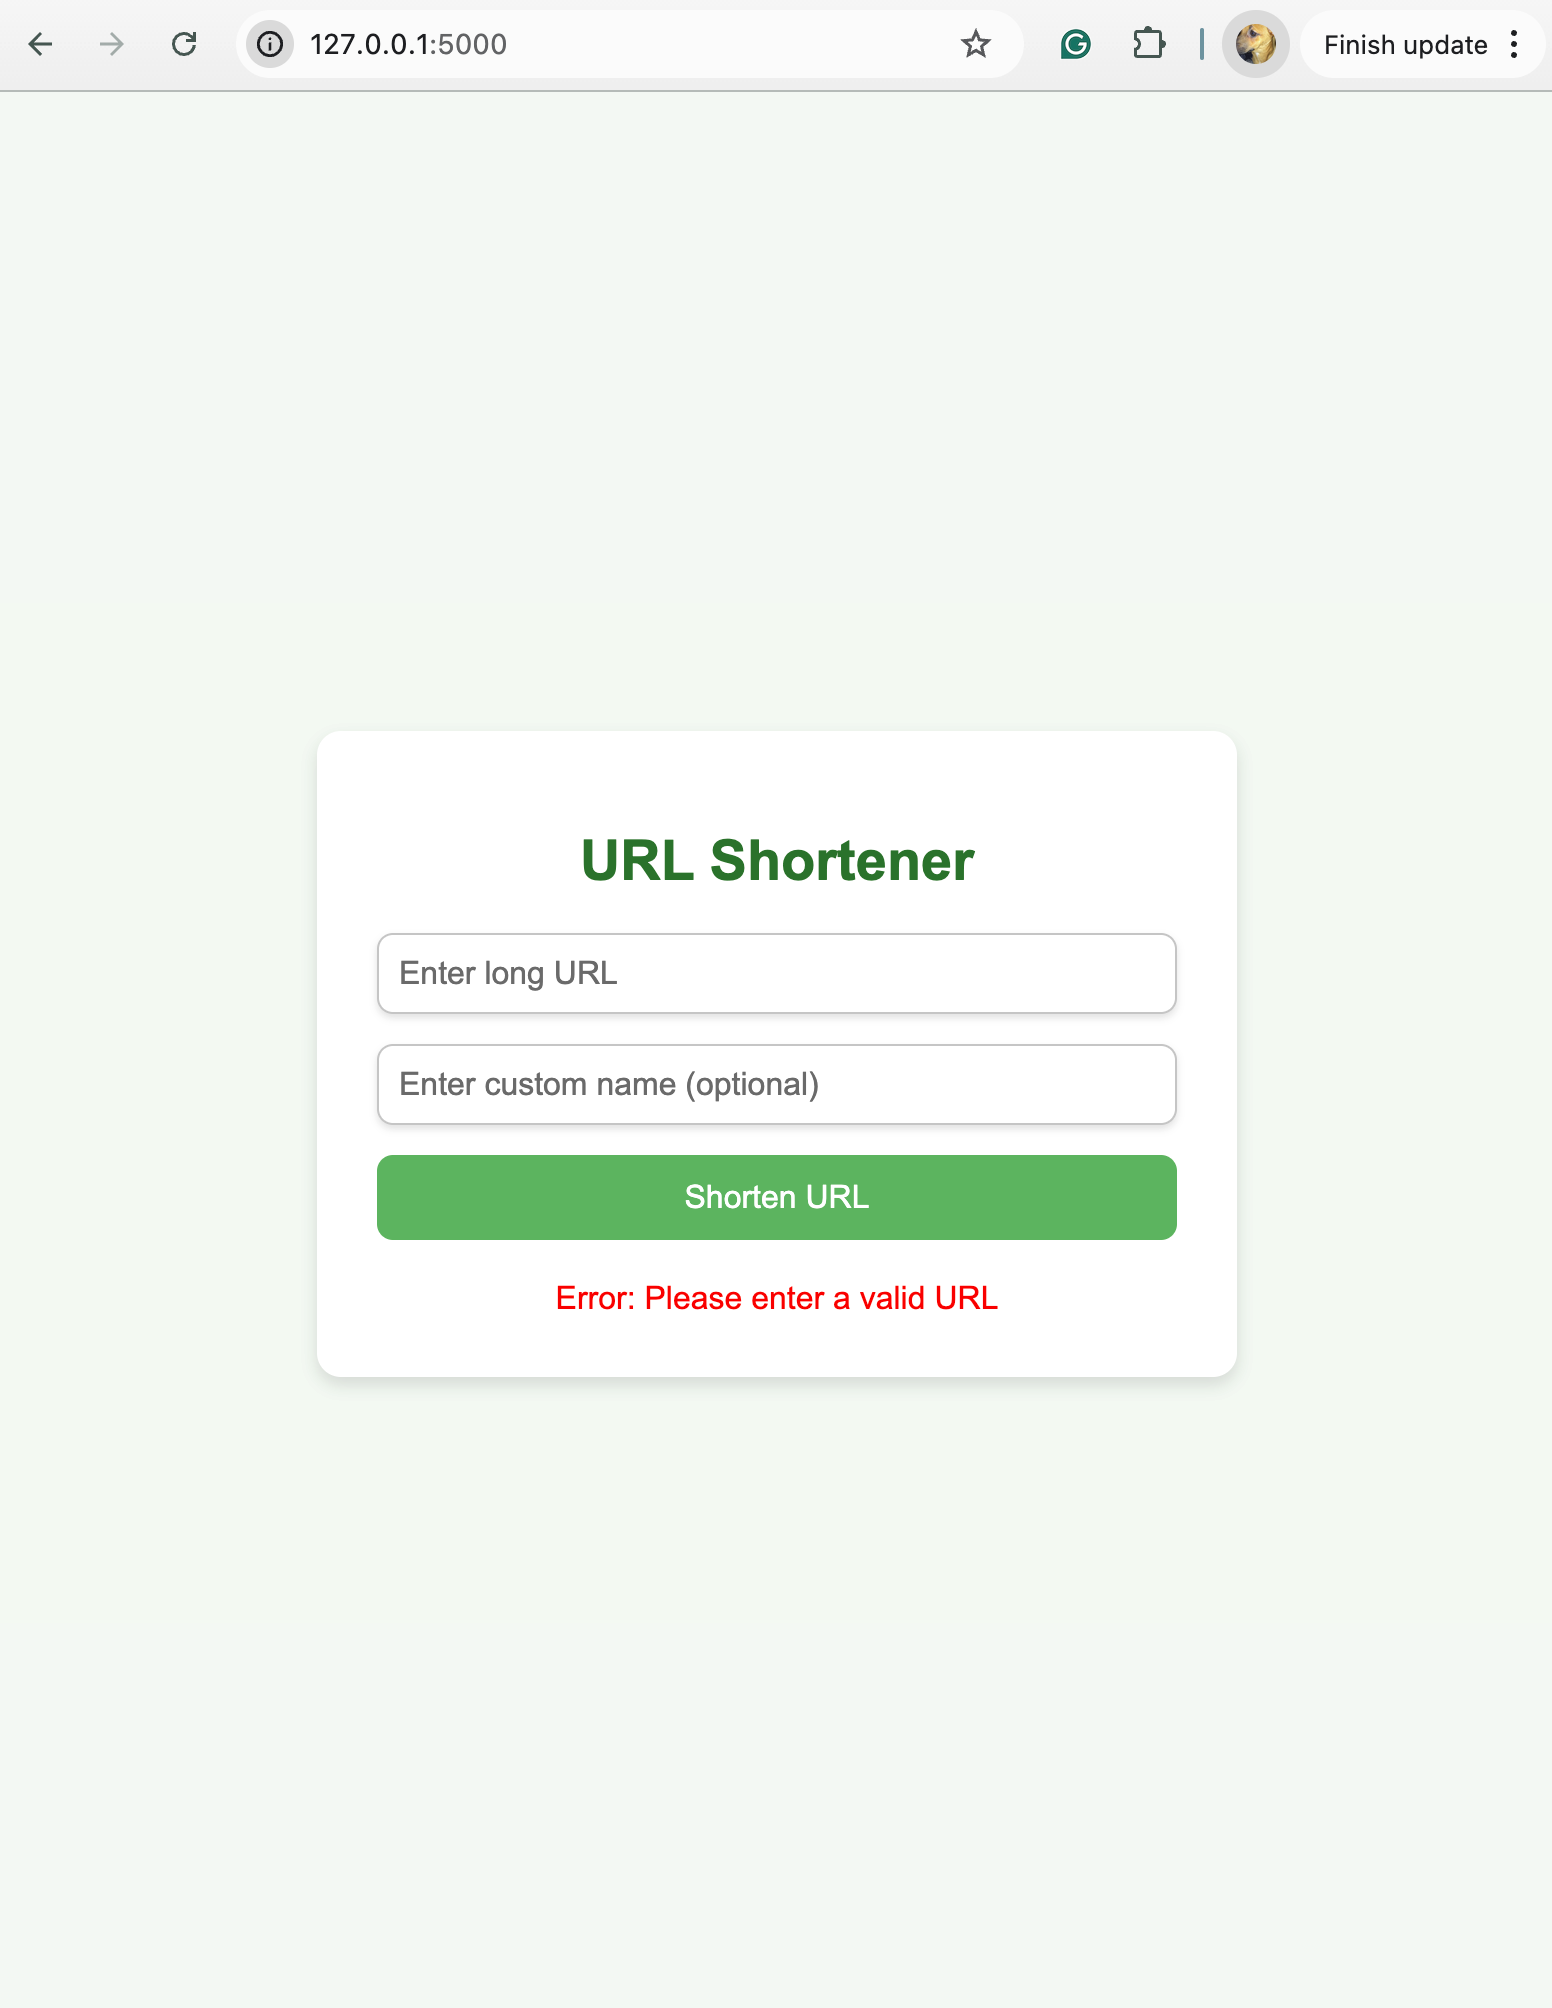 127.0.0.1:5000
Finish update
URL Shortener
Enter long URL
Enter custom name (optional)
Shorten URL
Error: Please enter a valid URL